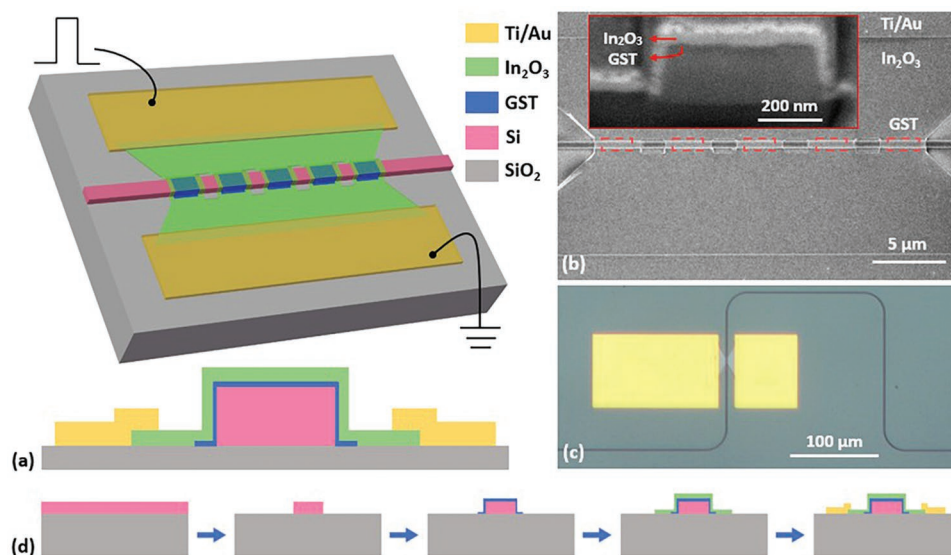 Ti/Au
In₂O₃
GST
Si
SiO₂
(a)
In₂O₃
GST
200 nm
Ti/Au
In₂O₃
GST
5 μm
(b)
100 μm
(c)
(d)